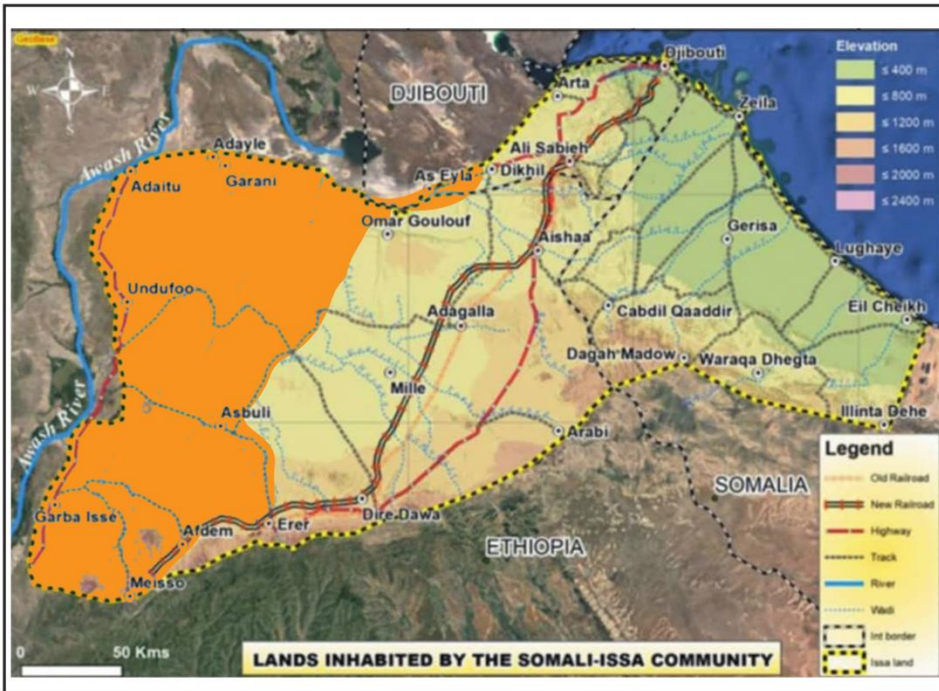 GeoBase
N
W
E
S
Elevation
≤ 400 m
≤ 800 m
≤ 1200 m
≤ 1600 m
≤ 2000 m
≤ 2400 m
DJIBOUTI
Djibouti
Arta
Zeila
Awash River
Adayle
Adaitu
Garani
Ali Sabieh
As Eyla
Dikhil
Omar Goulouf
Aishaa
Gerisa
Lughaye
Undufoo
Adagalla
Cabdil Qaaddir
Eil Cheikh
Dagah Madow
Waraqa Dhegta
Mille
Asbuli
Arabi
Illinta Dehe
Awash River
Garba Isse
Afdem
Erer
Dire Dawa
Meisso
SOMALIA
ETHIOPIA
Legend
Old Railroad
New Railroad
Highway
Track
River
Wadi
Int border
Issa land
0 50 Kms
LANDS INHABITED BY THE SOMALI-ISSA COMMUNITY